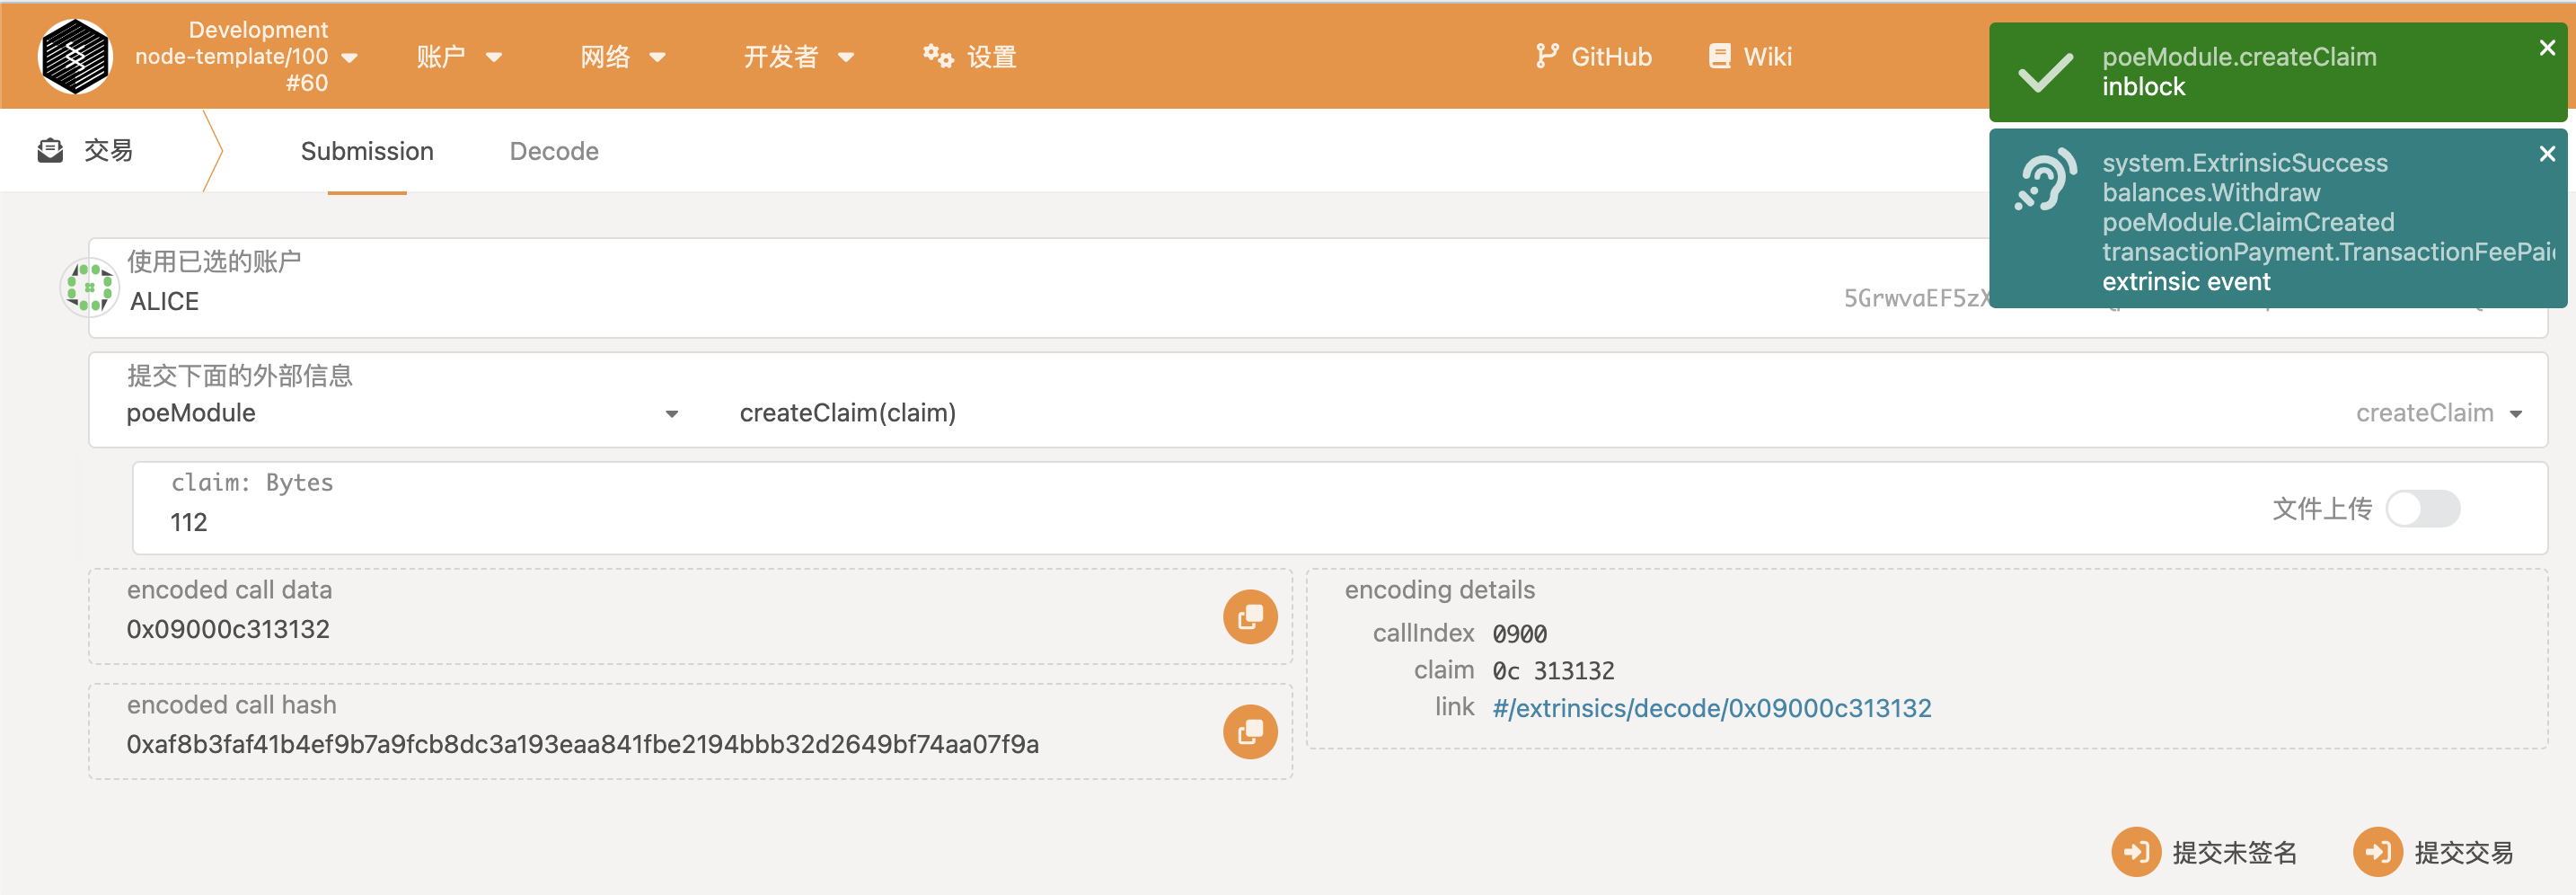 Development
node-template/100
#60
账户
网络
开发者
设置
GitHub
Wiki
poeModule.createClaim
inblock
system.ExtrinsicSuccess
balances.Withdraw
poeModule.ClaimCreated
transactionPayment.TransactionFeePai
extrinsic event
交易
Submission
Decode
使用已选的账户
ALICE
5GrwvaEF5zX
提交下面的外部信息
poeModule
createClaim(claim)
createClaim
claim: Bytes
112
文件上传
encoded call data
0x09000c313132
encoded call hash
0xaf8b3faf41b4ef9b7a9fcb8dc3a193eaa841fbe2194bbb32d2649bf74aa07f9a
encoding details
callIndex 0900
claim 0c 313132
link #/extrinsics/decode/0x09000c313132
提交未签名
提交交易